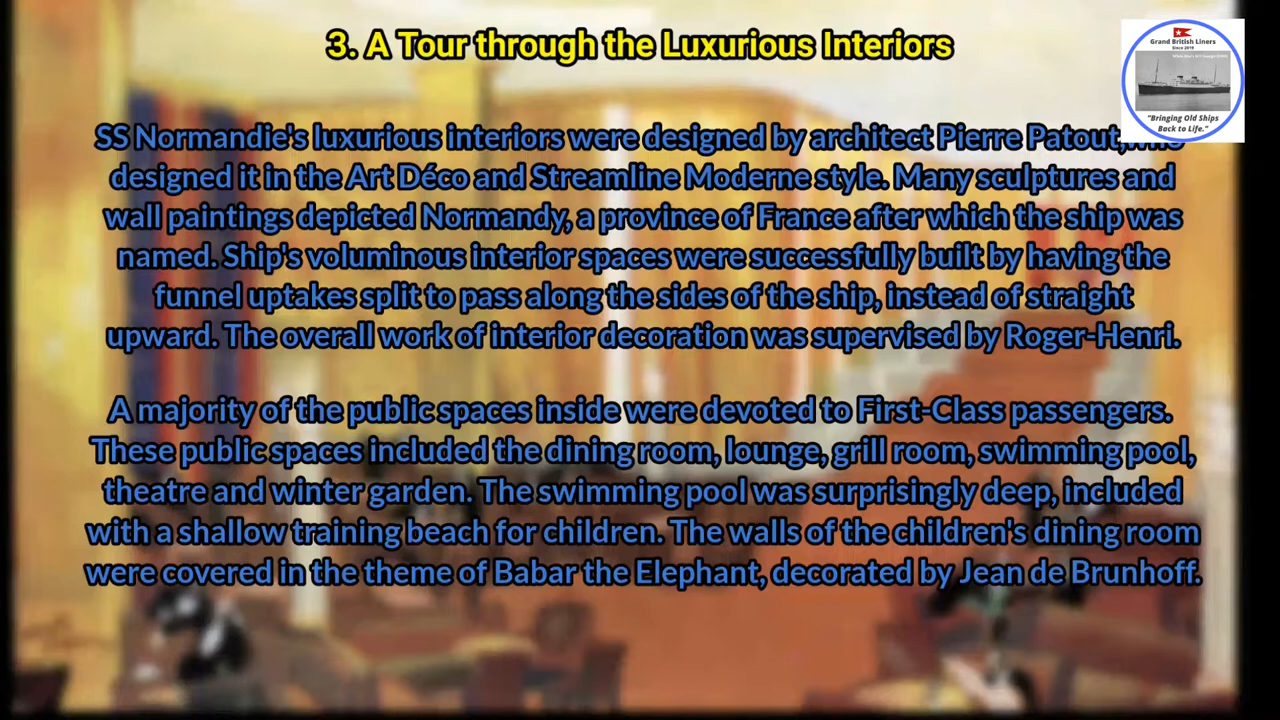 3. A Tour through the Luxurious Interiors
Grand British Liners
Since 2019
"Bringing Old Ships
Back to Life."
SS Normandie's luxurious interiors were designed by architect Pierre Patout, who
designed it in the Art Déco and Streamline Moderne style. Many sculptures and
wall paintings depicted Normandy, a province of France after which the ship was
named. Ship's voluminous interior spaces were successfully built by having the
funnel uptakes split to pass along the sides of the ship, instead of straight
upward. The overall work of interior decoration was supervised by Roger-Henri.
A majority of the public spaces inside were devoted to First-Class passengers.
These public spaces included the dining room, lounge, grill room, swimming pool,
theatre and winter garden. The swimming pool was surprisingly deep, included
with a shallow training beach for children. The walls of the children's dining room
were covered in the theme of Babar the Elephant, decorated by Jean de Brunhoff.